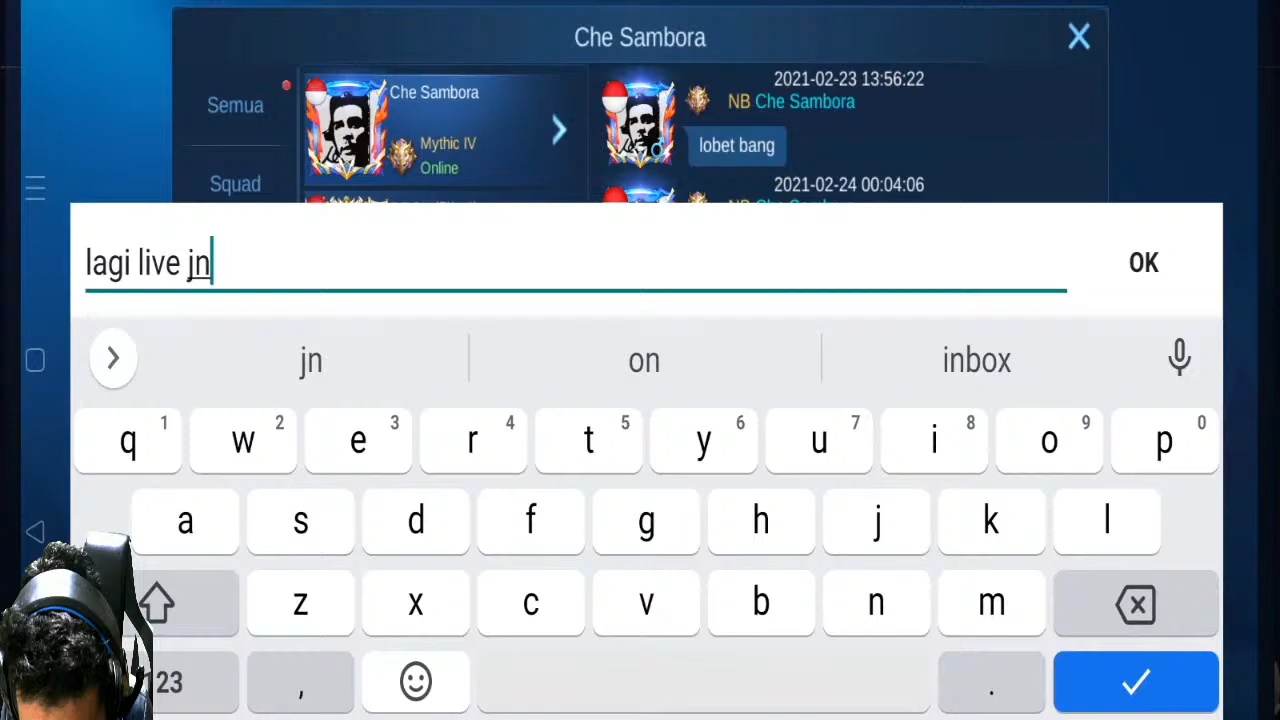 Che Sambora
Semua
Squad
Che Sambora
Mythic IV
Online
2021-02-23 13:56:22
NB Che Sambora
lobet bang
2021-02-24 00:04:06
lagi live jn
OK
jn on inbox
q 1 w 2 e 3 r 4 t 5 y 6 u 7 i 8 o 9 p 0
a s d f g h j k l
z x c v b n m
123 , .